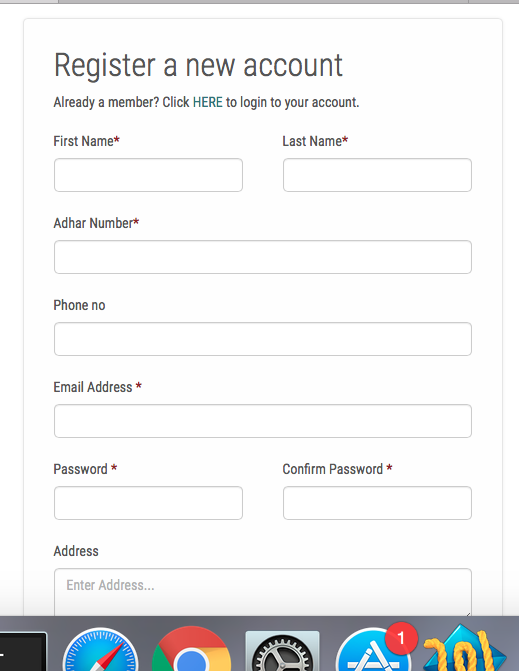 Register a new account
Already a member? Click HERE to login to your account.
First Name* Last Name*
Adhar Number*
Phone no
Email Address *
Password * Confirm Password *
Address
Enter Address...
1